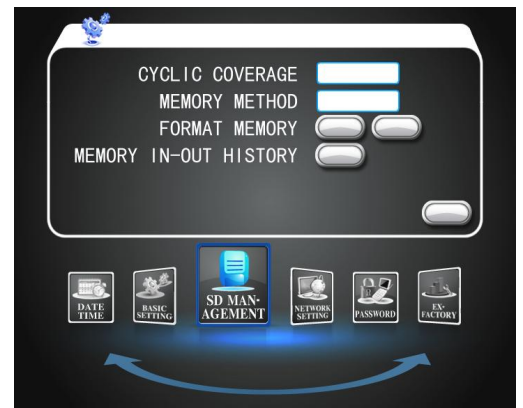 CYCLIC COVERAGE
MEMORY METHOD
FORMAT MEMORY
MEMORY IN-OUT HISTORY
DATE
TIME
BASIC
SETTING
SD MAN-
AGEMENT
NETWORK
SETTING
PASSWORD
EX-
FACTORY